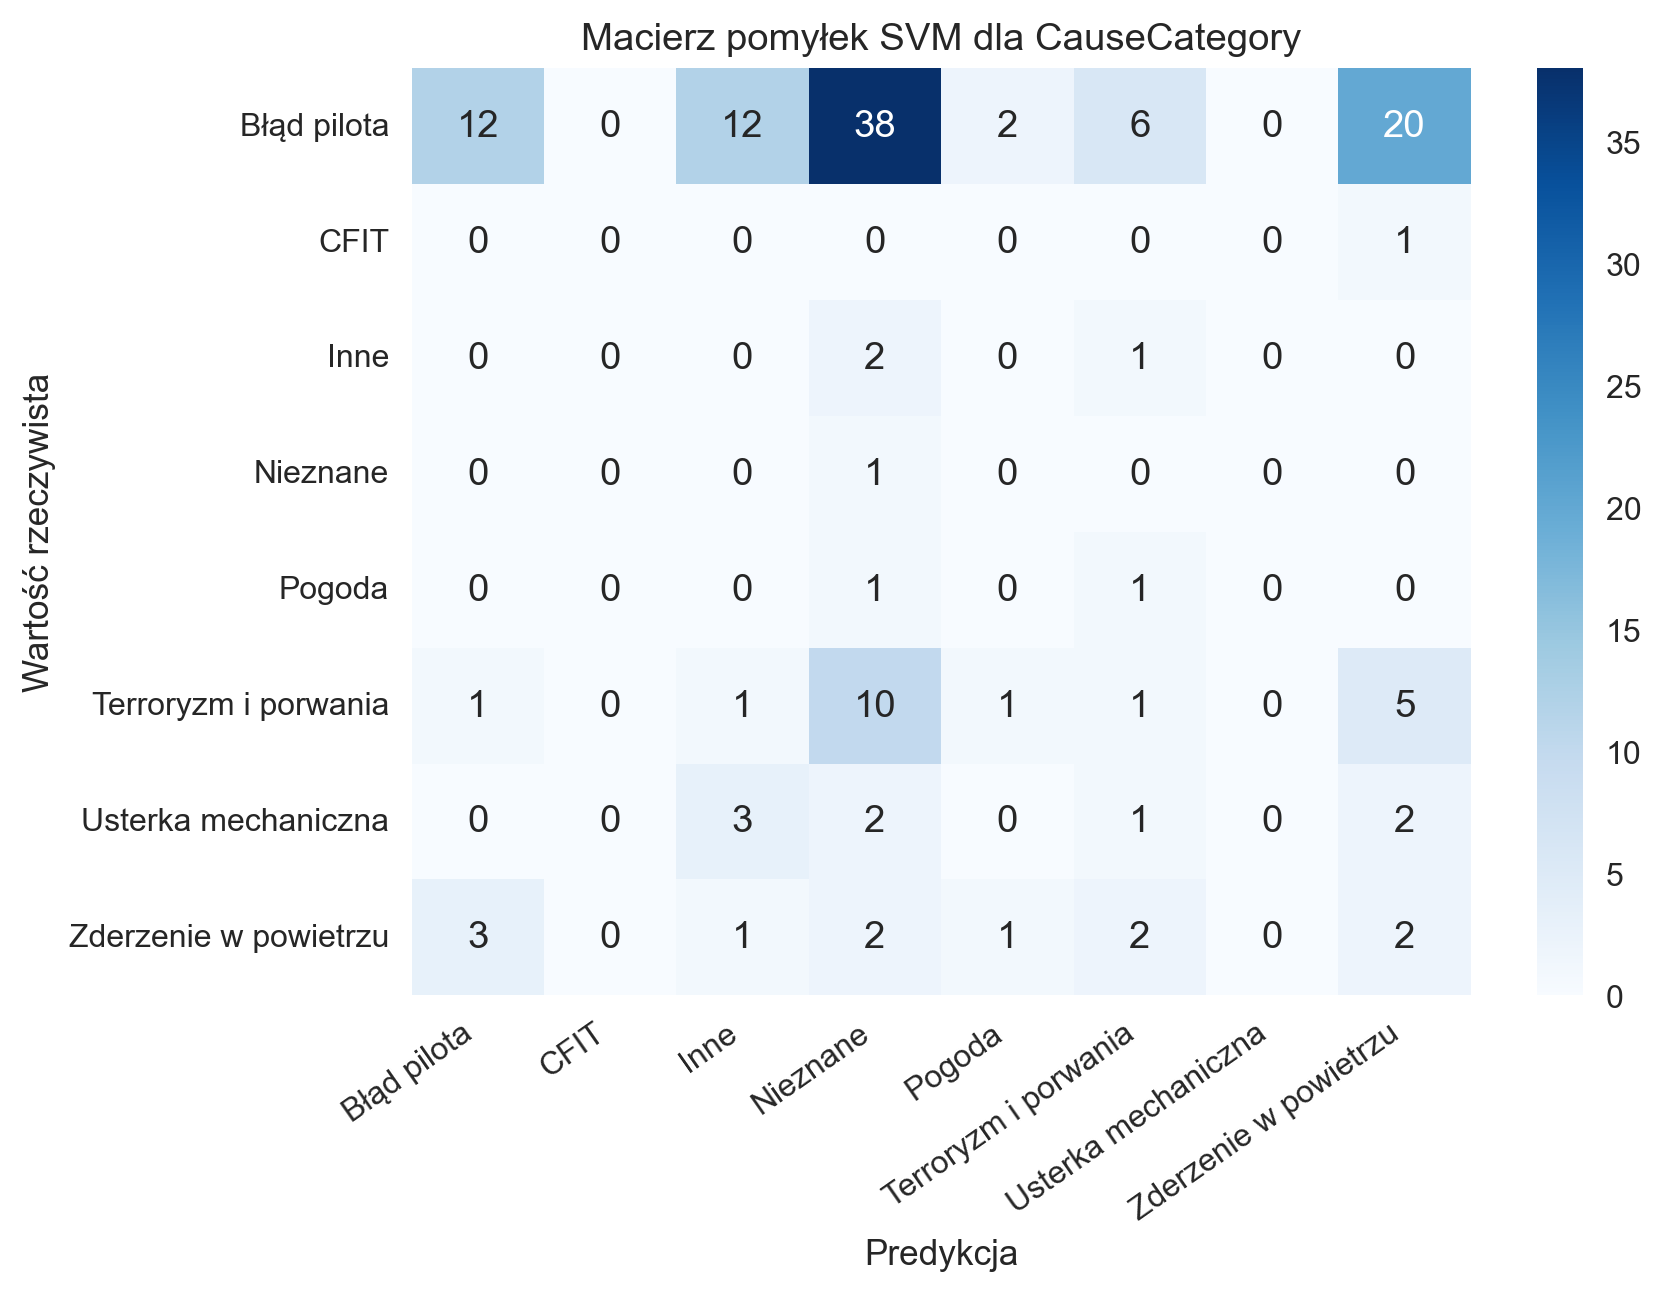 Macierz pomyłek SVM dla CauseCategory
Wartość rzeczywista
Błąd pilota 12 0 12 38 2 6 0 20
CFIT 0 0 0 0 0 0 0 1
Inne 0 0 0 2 0 1 0 0
Nieznane 0 0 0 1 0 0 0 0
Pogoda 0 0 0 1 0 1 0 0
Terroryzm i porwania 1 0 1 10 1 1 0 5
Usterka mechaniczna 0 0 3 2 0 1 0 2
Zderzenie w powietrzu 3 0 1 2 1 2 0 2
Błąd pilota
CFIT
Inne
Nieznane
Pogoda
Terroryzm i porwania
Usterka mechaniczna
Zderzenie w powietrzu
Predykcja
35
30
25
20
15
10
5
0